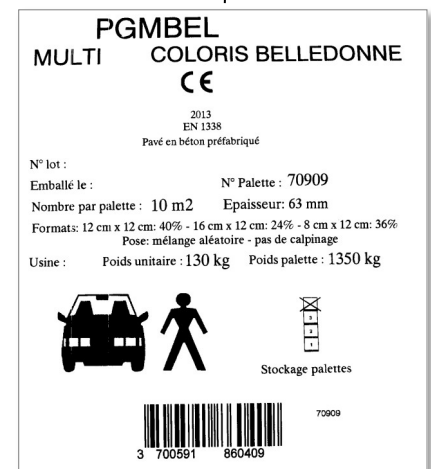 PGMBEL
MULTI COLORIS BELLEDONNE
CE
2013
EN 1338
Pavé en béton préfabriqué
N° lot :
Emballé le : N° Palette : 70909
Nombre par palette : 10 m2 Epaisseur: 63 mm
Formats: 12 cm x 12 cm: 40% - 16 cm x 12 cm: 24% - 8 cm x 12 cm: 36%
Pose: mélange aléatoire - pas de calpinage
Usine : Poids unitaire : 130 kg Poids palette : 1350 kg
3
2
1
Stockage palettes
70909
3 700591 860409